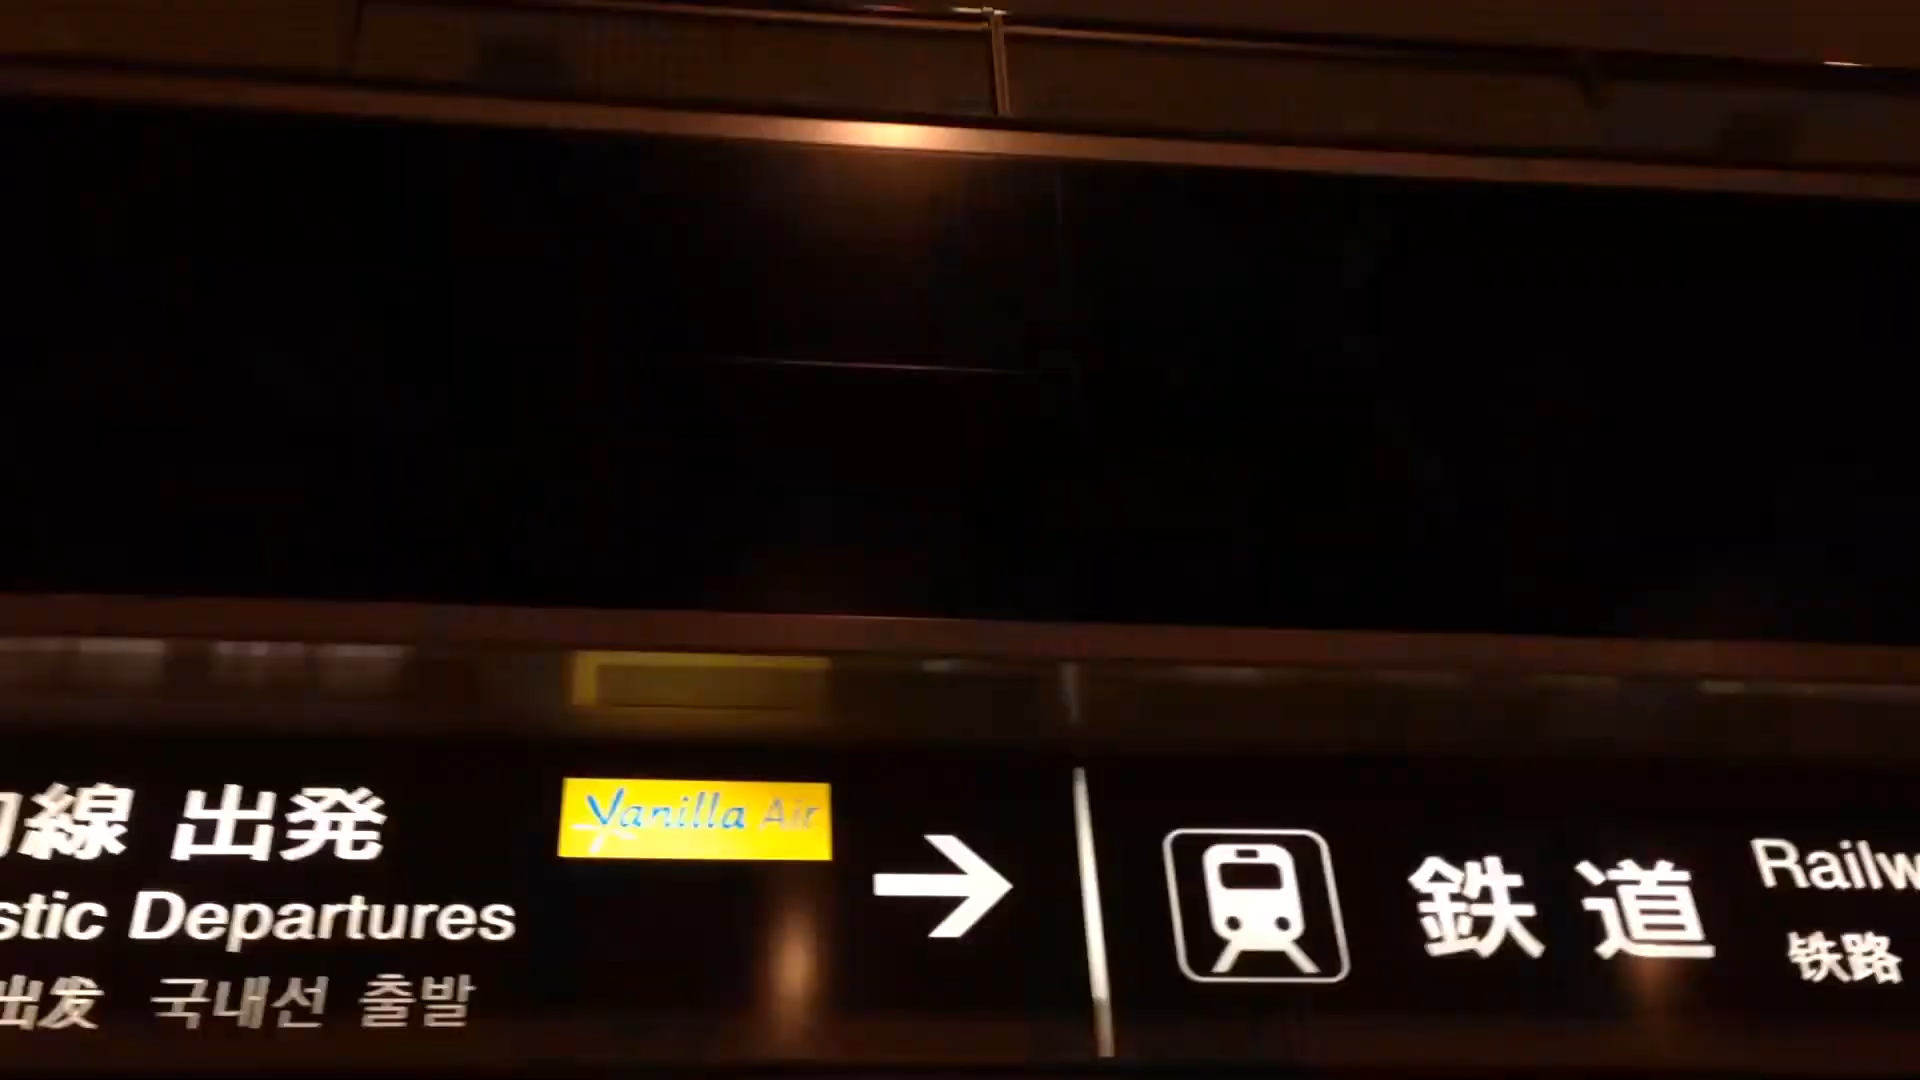 線 出発
stic Departures
出发 국내선 출발
Vanilla Air
→
鉄道
Railw
铁路